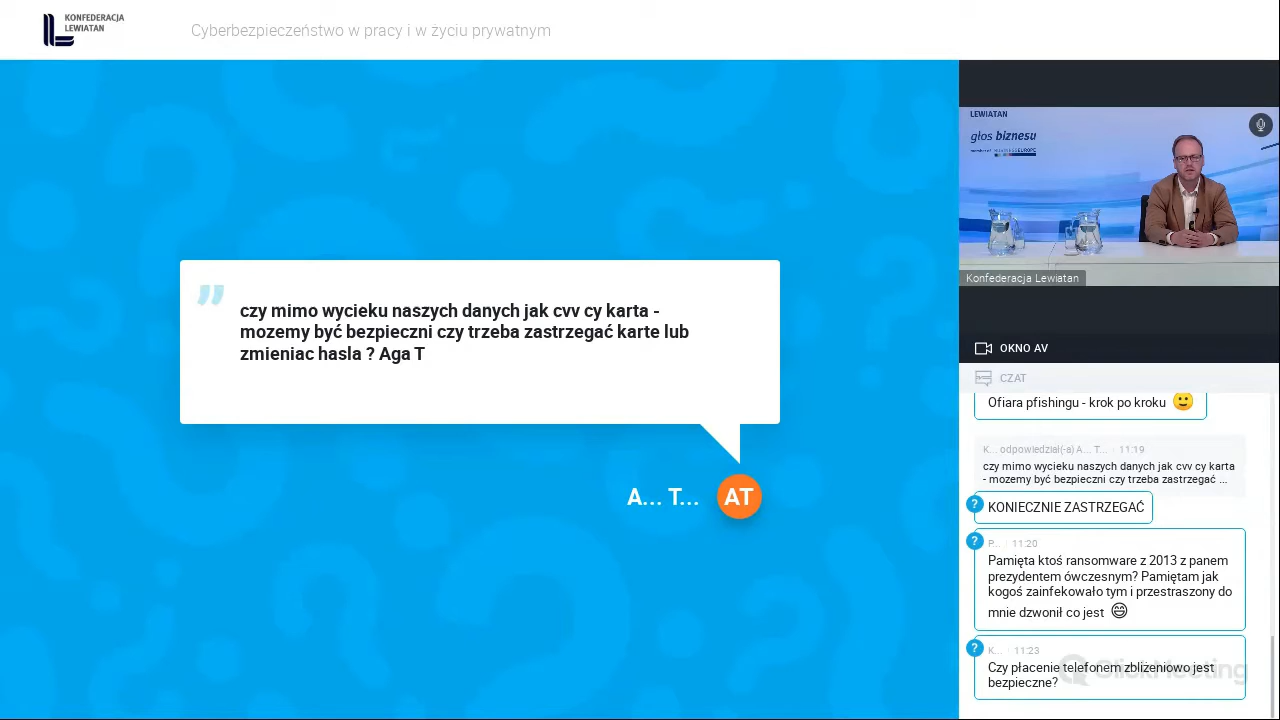 KONFEDERACJA
LEWIATAN
Cyberbezpieczeństwo w pracy i w życiu prywatnym
czy mimo wycieku naszych danych jak cvv cy karta -
mozemy być bezpieczni czy trzeba zastrzegać karte lub
zmieniac hasla ? Aga T
A... T...
AT
LEWIATAN
głos biznesu
Konfederacja Lewiatan
OKNO AV
CZAT
Ofiara pfishingu - krok po kroku 🙂
K... odpowiedział(-a) A... T... · 11:19
czy mimo wycieku naszych danych jak cvv cy karta
- mozemy być bezpieczni czy trzeba zastrzegać ...
? KONIECZNIE ZASTRZEGAĆ
? P... · 11:20
Pamięta ktoś ransomware z 2013 z panem
prezydentem ówczesnym? Pamiętam jak
kogoś zainfekowało tym i przestraszony do
mnie dzwonił co jest 😄
? K... · 11:23
Czy płacenie telefonem zblizeniowo jest
bezpieczne?
ClickMeeting